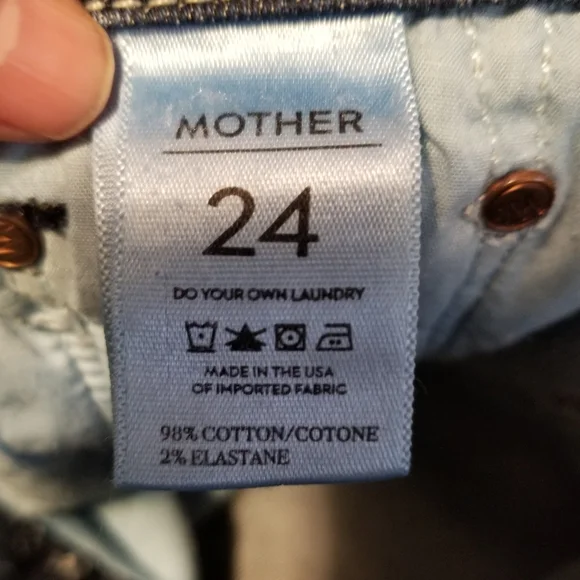 MOTHER
24
DO YOUR OWN LAUNDRY
MADE IN THE USA
OF IMPORTED FABRIC
98% COTTON/COTONE
2% ELASTANE